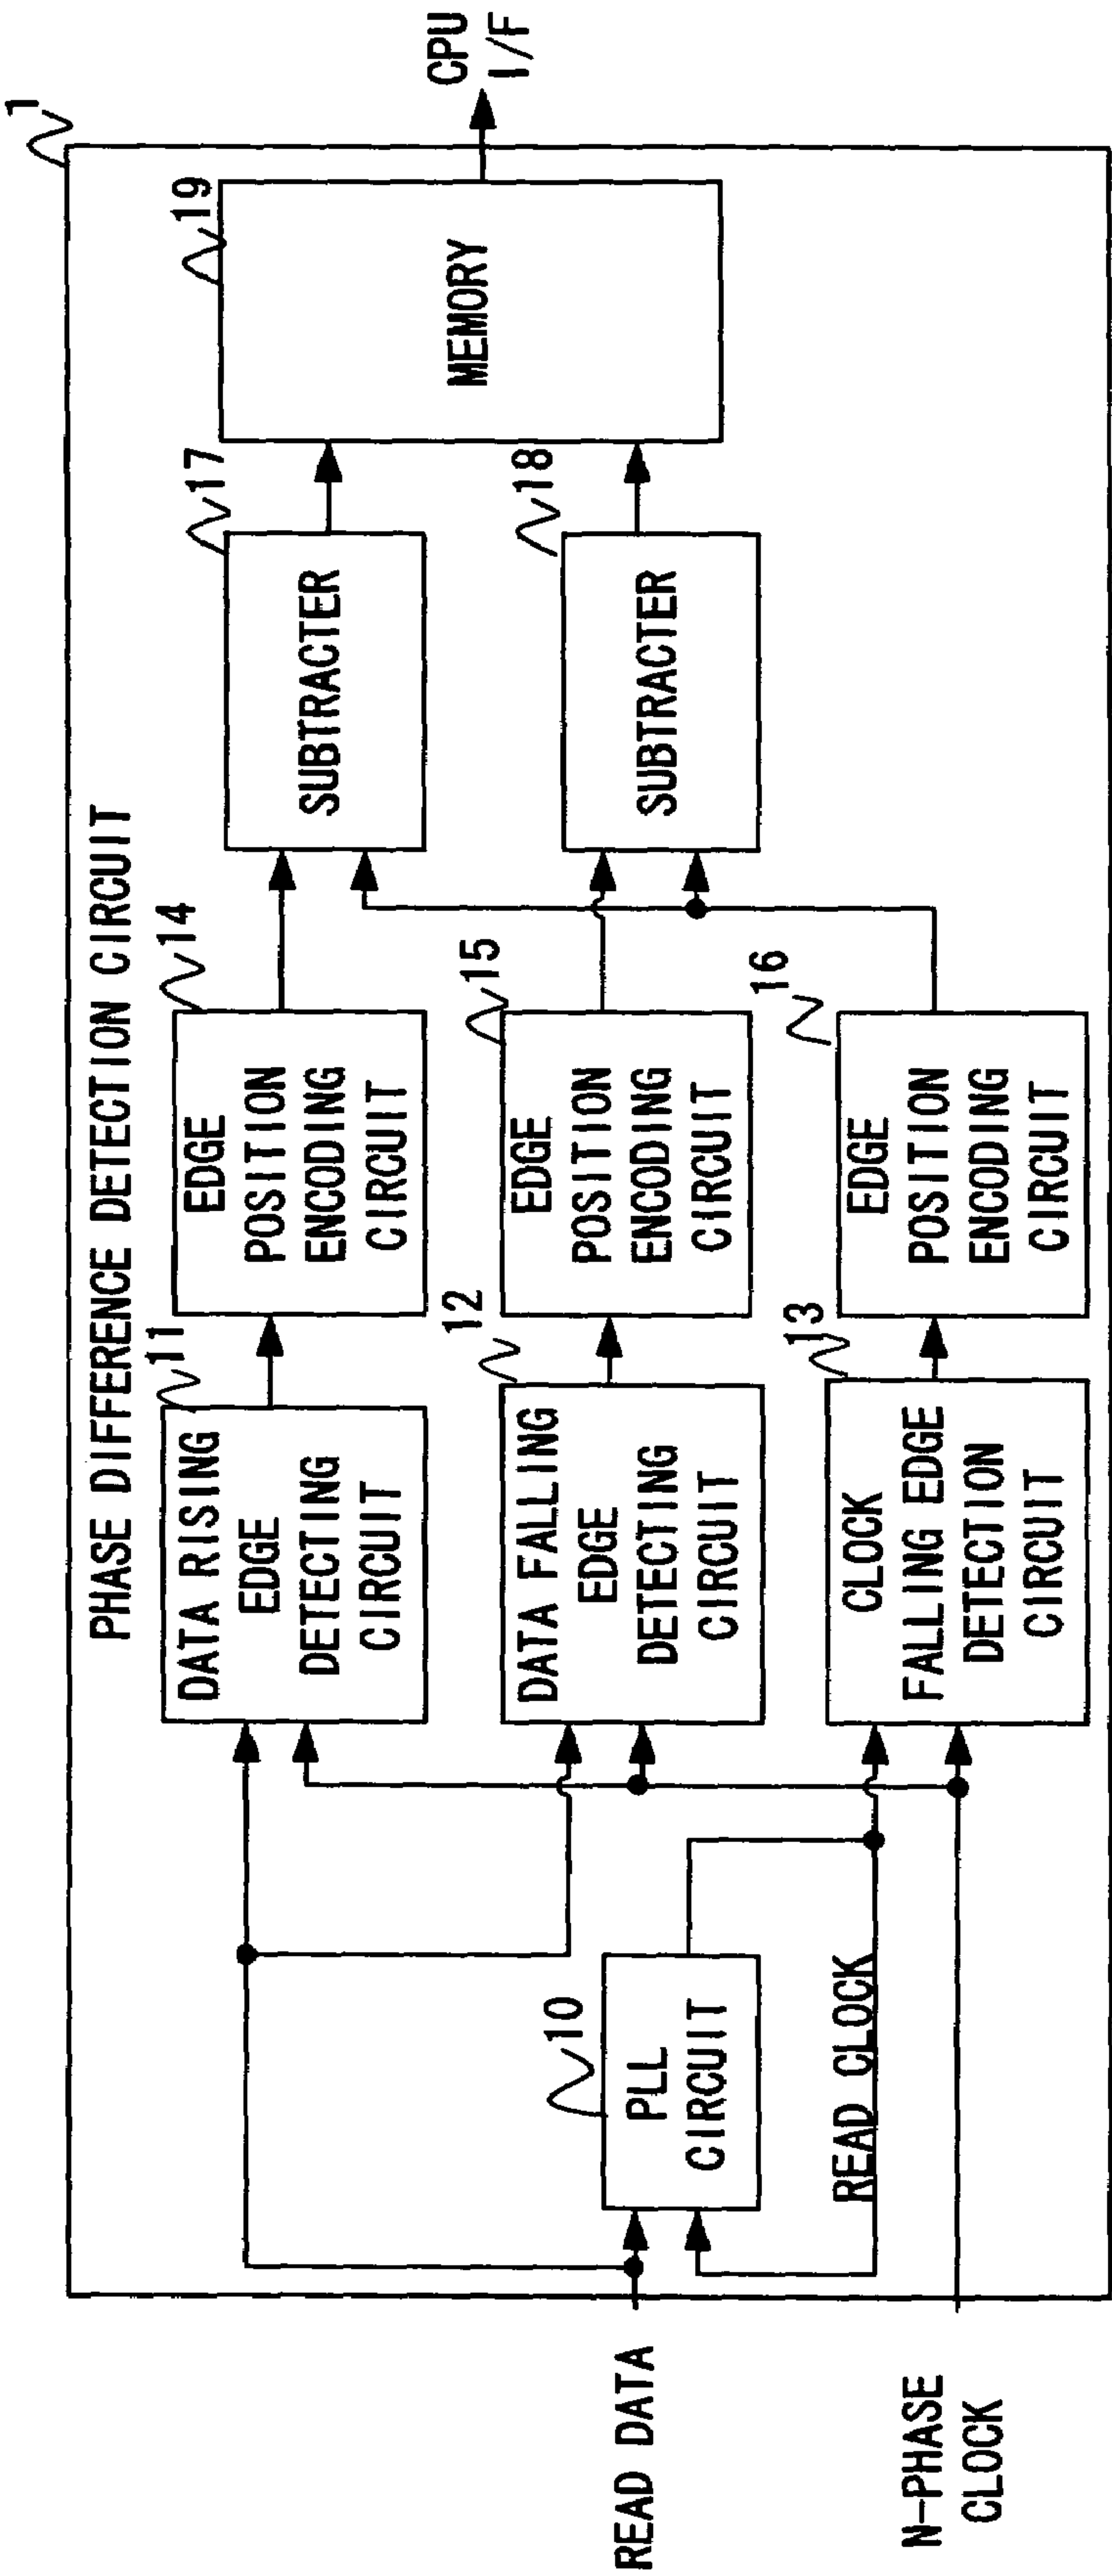 1
PHASE DIFFERENCE DETECTION CIRCUIT
11
DATA RISING
EDGE
DETECTING
CIRCUIT
14
EDGE
POSITION
ENCODING
CIRCUIT
17
SUBTRACTER
19
MEMORY
CPU
I/F
12
DATA FALLING
EDGE
DETECTING
CIRCUIT
15
EDGE
POSITION
ENCODING
CIRCUIT
18
SUBTRACTER
10
PLL
CIRCUIT
READ DATA
READ CLOCK
13
CLOCK
FALLING EDGE
DETECTION
CIRCUIT
16
EDGE
POSITION
ENCODING
CIRCUIT
N-PHASE
CLOCK